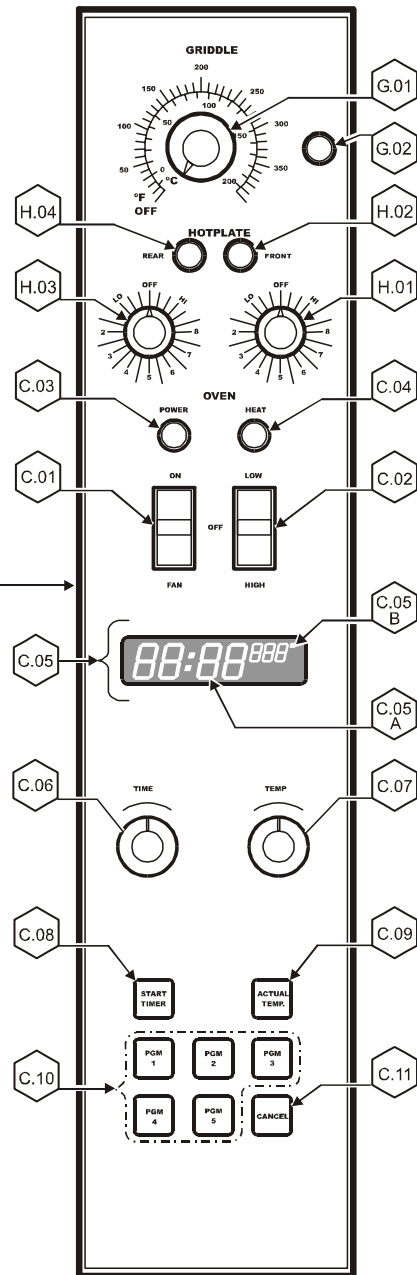 GRIDDLE
200
150 250
100
G.01
100 50 150 300
G.02
50 0 200 350
°F °C
OFF
H.04 H.02
HOTPLATE
REAR FRONT
H.03 H.01
OFF OFF
LO HI LO HI
2 8 2 8
3 7 3 7
4 5 6 4 5 6
OVEN
C.03 C.04
POWER HEAT
ON LOW
C.01 C.02
OFF
FAN HIGH
C.05
B
C.05
88:88 888°
C.05
A
C.06 TIME TEMP C.07
C.08 C.09
START
TIMER
ACTUAL
TEMP.
PGM
1
PGM
2
PGM
3
C.10 C.11
PGM
4
PGM
5
CANCEL